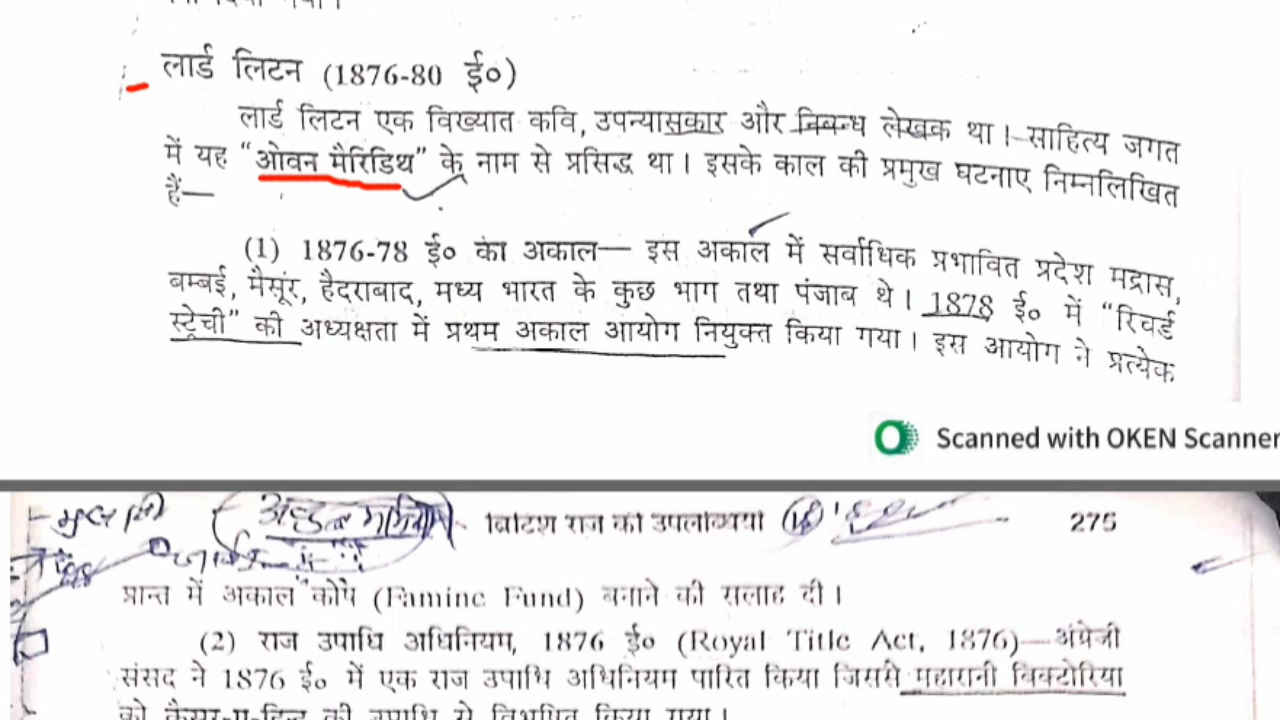 लार्ड लिटन (1876-80 ई०)
लार्ड लिटन एक विख्यात कवि, उपन्यासकार और निबन्ध लेखक था। साहित्य जगत
में यह “ओवन मैरिडिथ” के नाम से प्रसिद्ध था। इसके काल की प्रमुख घटनाए निम्नलिखित
हैं—
(1) 1876-78 ई० का अकाल— इस अकाल में सर्वाधिक प्रभावित प्रदेश मद्रास,
बम्बई, मैसूर, हैदराबाद, मध्य भारत के कुछ भाग तथा पंजाब थे। 1878 ई० में “रिचर्ड
स्ट्रेची” की अध्यक्षता में प्रथम अकाल आयोग नियुक्त किया गया। इस आयोग ने प्रत्येक
Scanned with OKEN Scanner
ब्रिटिश राज की उपलब्धियाँ 275
प्रान्त में अकाल कोष (Famine Fund) बनाने की सलाह दी।
(2) राज उपाधि अधिनियम, 1876 ई० (Royal Title Act, 1876)—अंग्रेजी
संसद ने 1876 ई० में एक राज उपाधि अधिनियम पारित किया जिससे महारानी विक्टोरिया
को कैसर-ए-हिन्द की उपाधि से विभूषित किया गया।